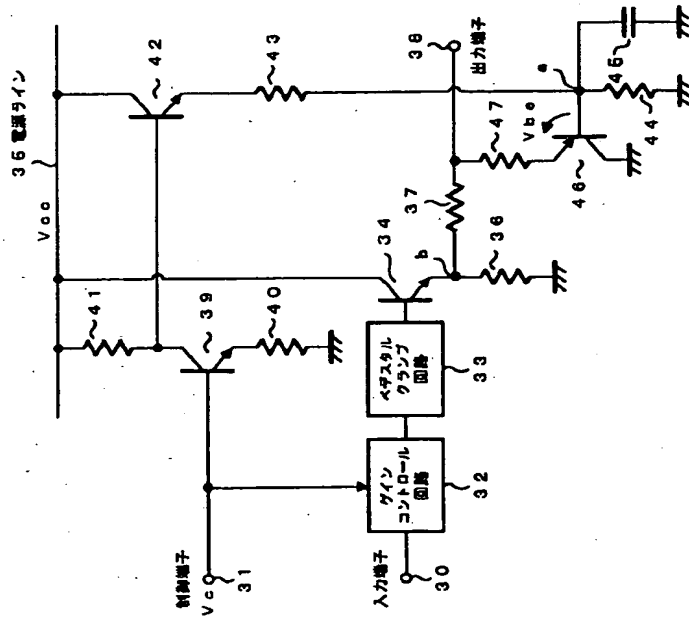 35 電源ライン
Vcc
41
42
43
39
40
34
b
37
36
38
出力端子
a
45
44
47
Vbe
46
制御端子
Vc
31
入力端子
30
ゲイン
コントロール
回路
32
ペデスタル
クランプ
回路
33